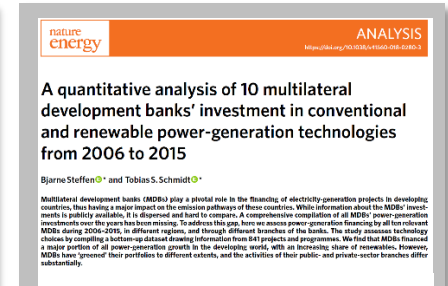 nature
energy
ANALYSIS
https://doi.org/10.1038/s41560-018-0280-3
A quantitative analysis of 10 multilateral
development banks' investment in conventional
and renewable power-generation technologies
from 2006 to 2015
Bjarne Steffen * and Tobias S. Schmidt *
Multilateral development banks (MDBs) play a pivotal role in the financing of electricity-generation projects in developing
countries, thus having a major impact on the emission pathways of these countries. While information about the MDBs' invest-
ments is publicly available, it is dispersed and hard to compare. A comprehensive compilation of all MDBs' power-generation
investments over the years has been missing. To address this gap, here we assess power-generation financing by all ten relevant
MDBs during 2006–2015, in different regions, and through different branches of the banks. The study assesses technology
choices by compiling a bottom-up dataset drawing information from 841 projects and programmes. We find that MDBs financed
a major portion of all power-generation growth in the developing world, with an increasing share of renewables. However,
MDBs have 'greened' their portfolios to different extents, and the activities of their public- and private-sector branches differ
substantially.